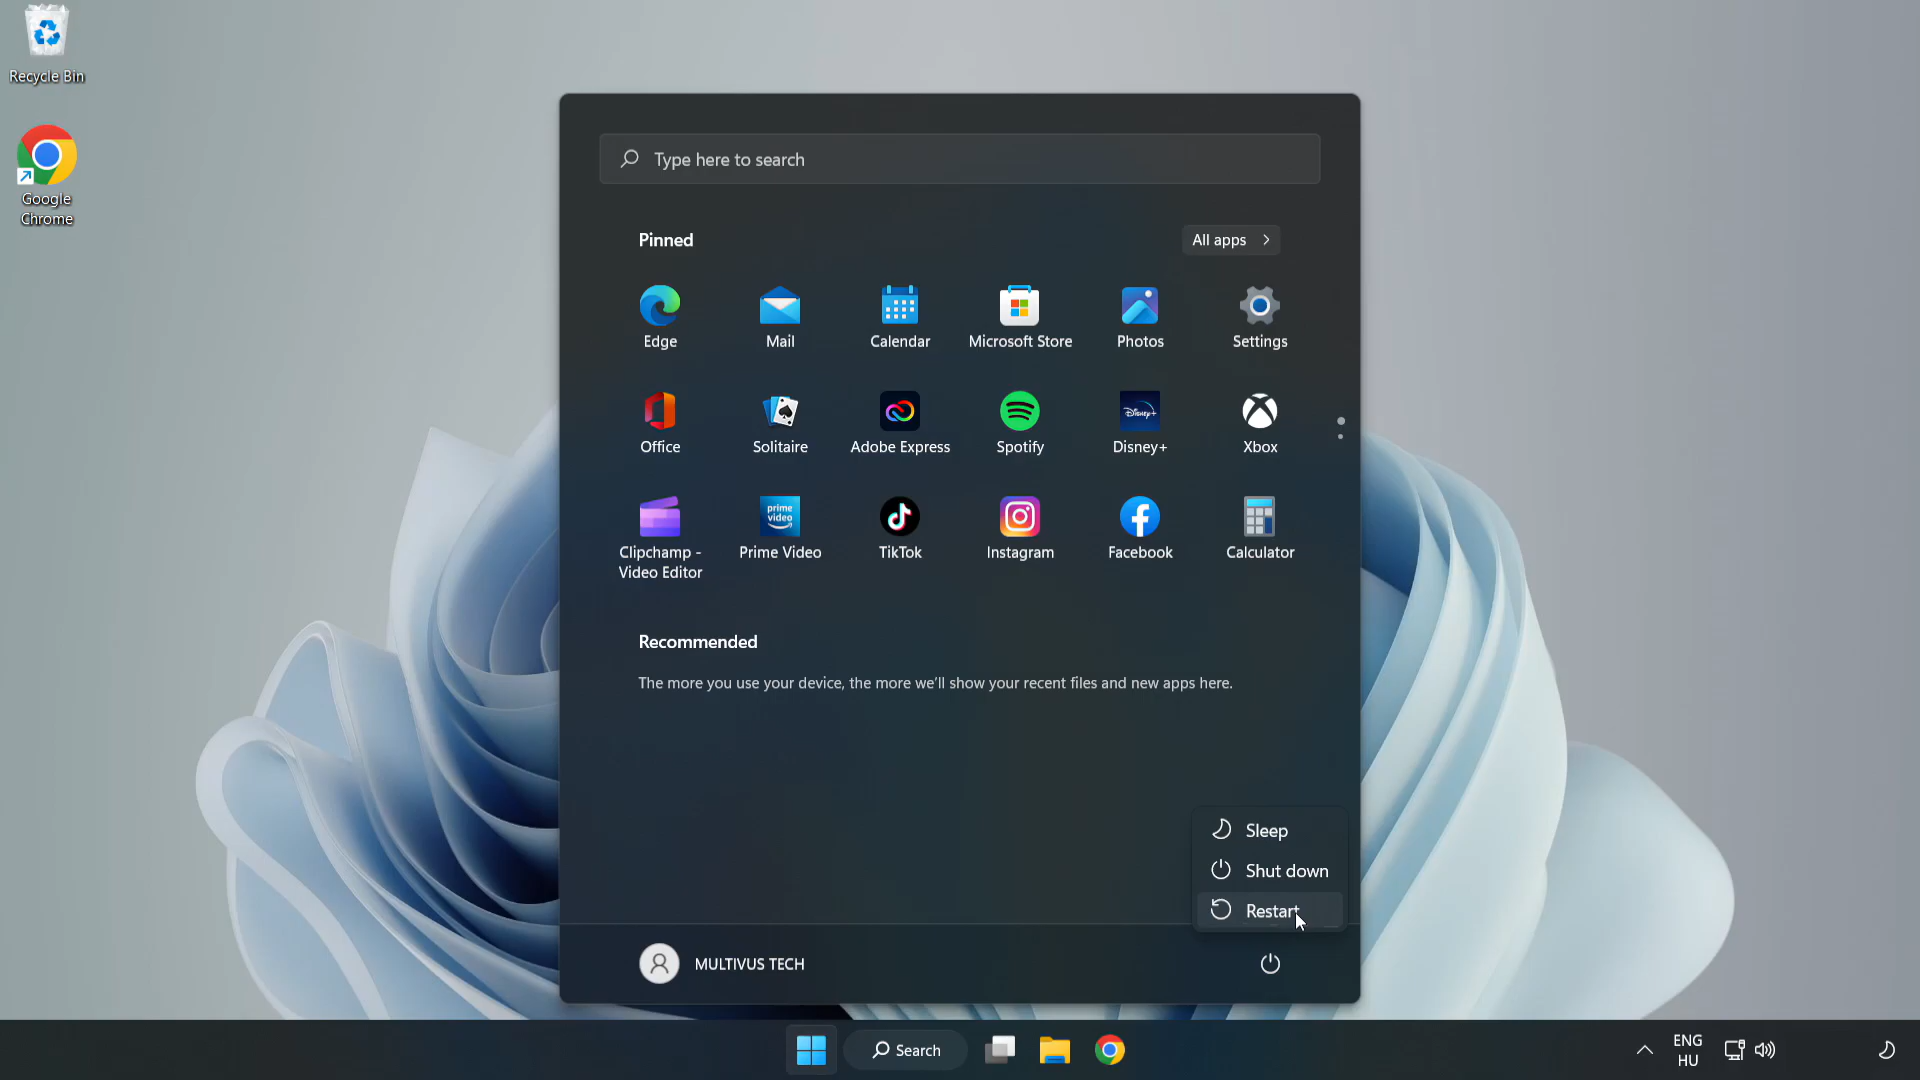 Recycle Bin
Google
Chrome
Type here to search
Pinned
All apps
Edge
Mail
Calendar
Microsoft Store
Photos
Settings
Office
Solitaire
Adobe Express
Spotify
Disney+
Disney+
Xbox
prime
video
Clipchamp -
Video Editor
Prime Video
TikTok
Instagram
Facebook
Calculator
Recommended
The more you use your device, the more we'll show your recent files and new apps here.
Sleep
Shut down
Restart
MULTIVUS TECH
Search
ENG
HU